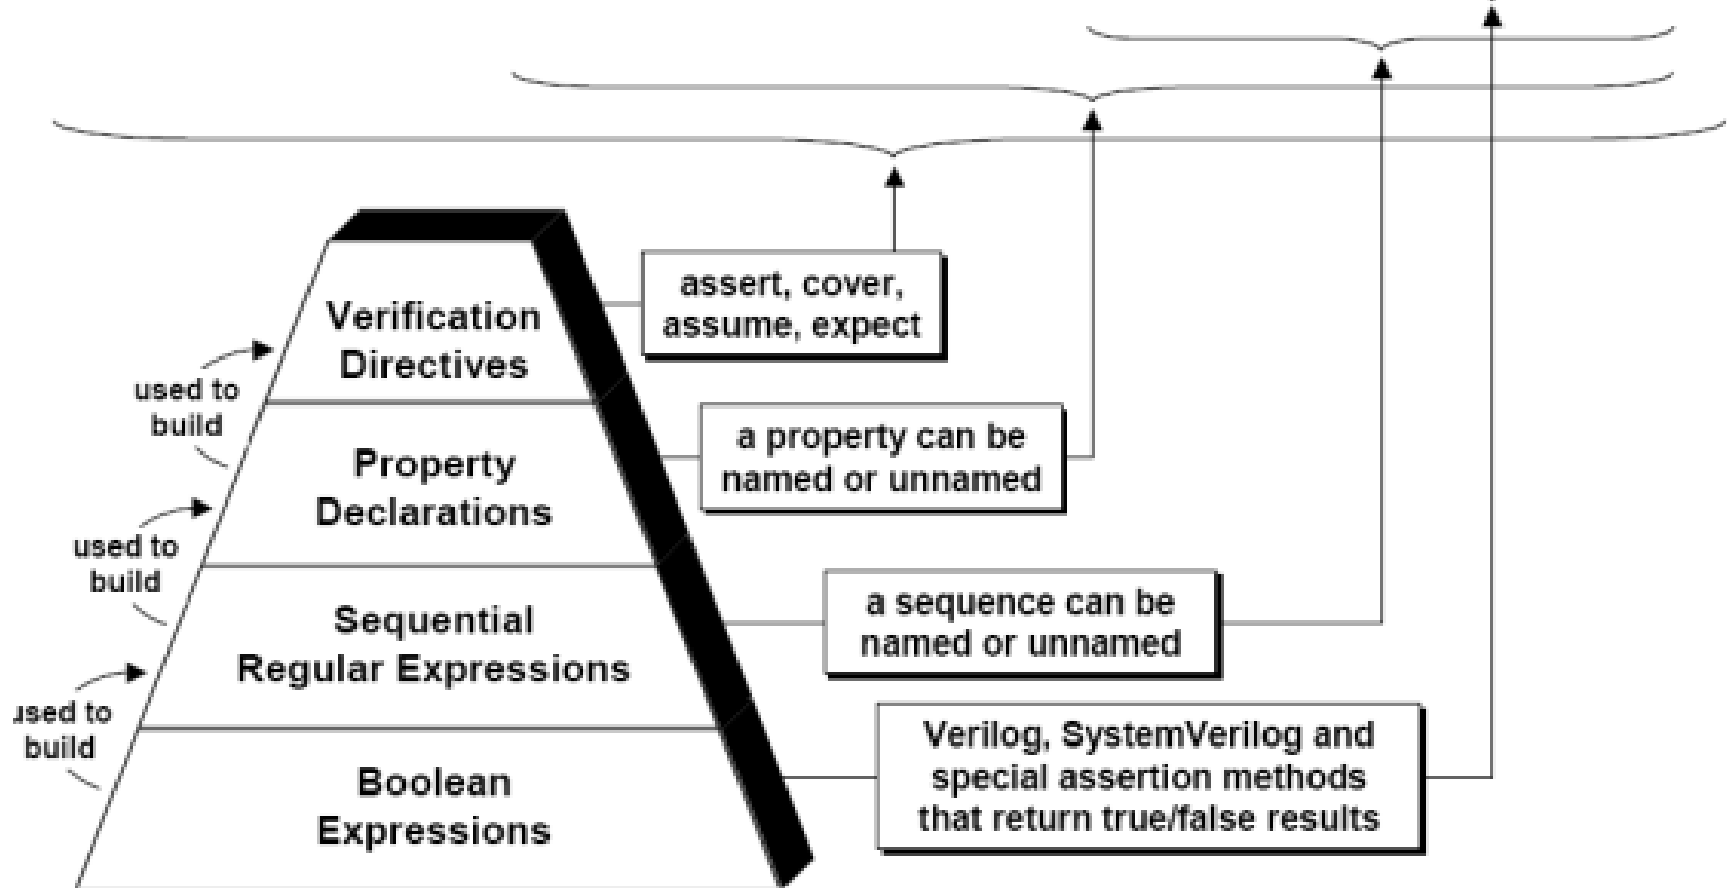 Verification
Directives
assert, cover,
assume, expect
used to
build
Property
Declarations
a property can be
named or unnamed
used to
build
Sequential
Regular Expressions
a sequence can be
named or unnamed
used to
build
Boolean
Expressions
Verilog, SystemVerilog and
special assertion methods
that return true/false results